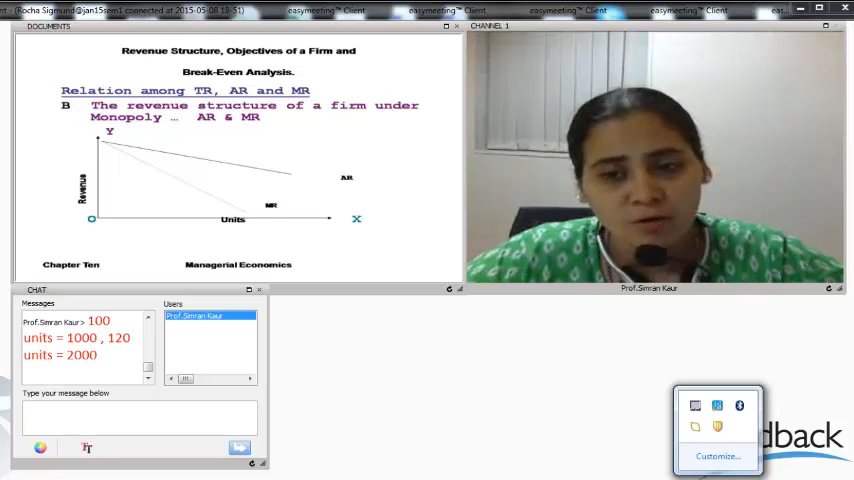 nt - (Rocha Sigmund@jan15sem1 connected at 2015-05-08 18-51)
easymeeting™ Client
easymeeting™ Client
easymeeting™ Client
DOCUMENTS
CHANNEL 1
Revenue Structure, Objectives of a Firm and
Break-Even Analysis.
Relation among TR, AR and MR
B The revenue structure of a firm under
Monopoly … AR & MR
Y
Revenue
AR
MR
O
Units
X
Chapter Ten
Managerial Economics
Prof.Simran Kaur
CHAT
Messages
Users
Prof.Simran Kaur> 100
units = 1000 , 120
units = 2000
Prof.Simran Kaur
Type your message below
TT
Customize...
dback